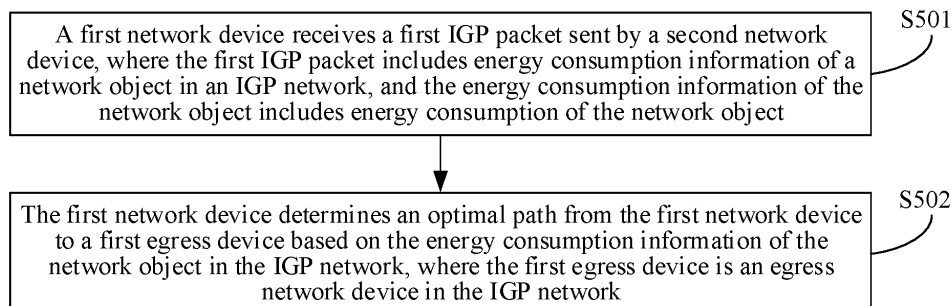 S501
A first network device receives a first IGP packet sent by a second network
device, where the first IGP packet includes energy consumption information of a
network object in an IGP network, and the energy consumption information of the
network object includes energy consumption of the network object
S502
The first network device determines an optimal path from the first network device
to a first egress device based on the energy consumption information of the
network object in the IGP network, where the first egress device is an egress
network device in the IGP network